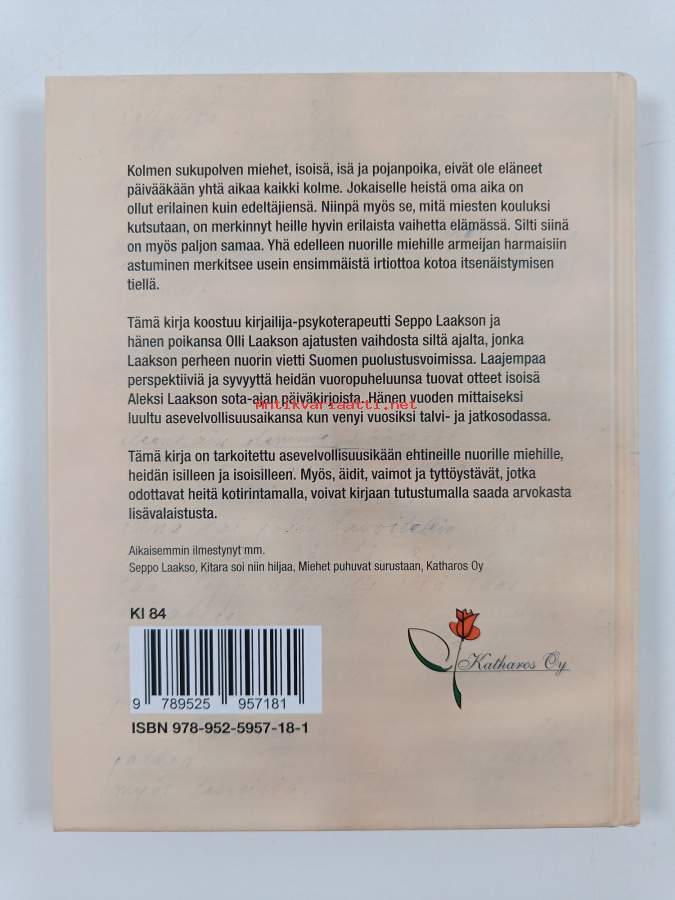 Kolmen sukupolven miehet, isoisä, isä ja pojanpoika, eivät ole eläneet
päivääkään yhtä aikaa kaikki kolme. Jokaiselle heistä oma aika on
ollut erilainen kuin edeltäjiensä. Niinpä myös se, mitä miesten kouluksi
kutsutaan, on merkinnyt heille hyvin erilaista vaihetta elämässä. Silti siinä
on myös paljon samaa. Yhä edelleen nuorille miehille armeijan harmaisiin
astuminen merkitsee usein ensimmäistä irtiottoa kotoa itsenäistymisen
tiellä.
Tämä kirja koostuu kirjailija-psykoterapeutti Seppo Laakson ja
hänen poikansa Olli Laakson ajatusten vaihdosta siltä ajalta, jonka
Laakson perheen nuorin vietti Suomen puolustusvoimissa. Laajempaa
perspektiiviä ja syvyyttä heidän vuoropuheluunsa tuovat otteet isoisä
Aleksi Laakson sota-ajan päiväkirjoista. Hänen vuoden mittaiseksi
Antikvariaatti.net
luultu asevelvollisuusaikansa kun venyi vuosiksi talvi- ja jatkosodassa.
Tämä kirja on tarkoitettu asevelvollisuusikään ehtineille nuorille miehille,
heidän isilleen ja isoisilleen. Myös, äidit, vaimot ja tyttöystävät, jotka
odottavat heitä kotirintamalla, voivat kirjaan tutustumalla saada arvokasta
lisävalaistusta.
Aikaisemmin ilmestynyt mm.
Seppo Laakso, Kitara soi niin hiljaa, Miehet puhuvat surustaan, Katharos Oy
KI 84
9 789525 957181
ISBN 978-952-5957-18-1
Katharos Oy